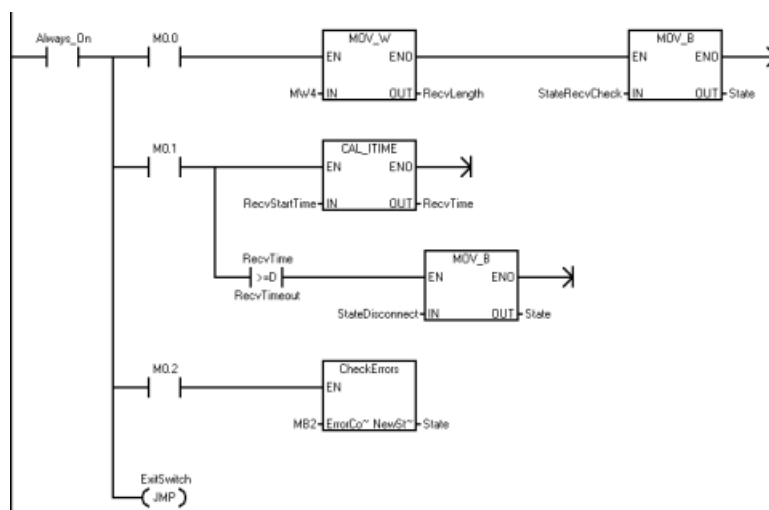 Always_On
M0.0
MOV_W
EN ENO
MW4 IN OUT RecvLength
MOV_B
EN ENO
StateRecvCheck IN OUT State
M0.1
CAL_ITIME
EN ENO
RecvStartTime IN OUT RecvTime
RecvTime
>=D
RecvTimeout
MOV_B
EN ENO
StateDisconnect IN OUT State
M0.2
CheckErrors
EN
MB2 ErrorCo~ NewSt~ State
ExitSwitch
JMP